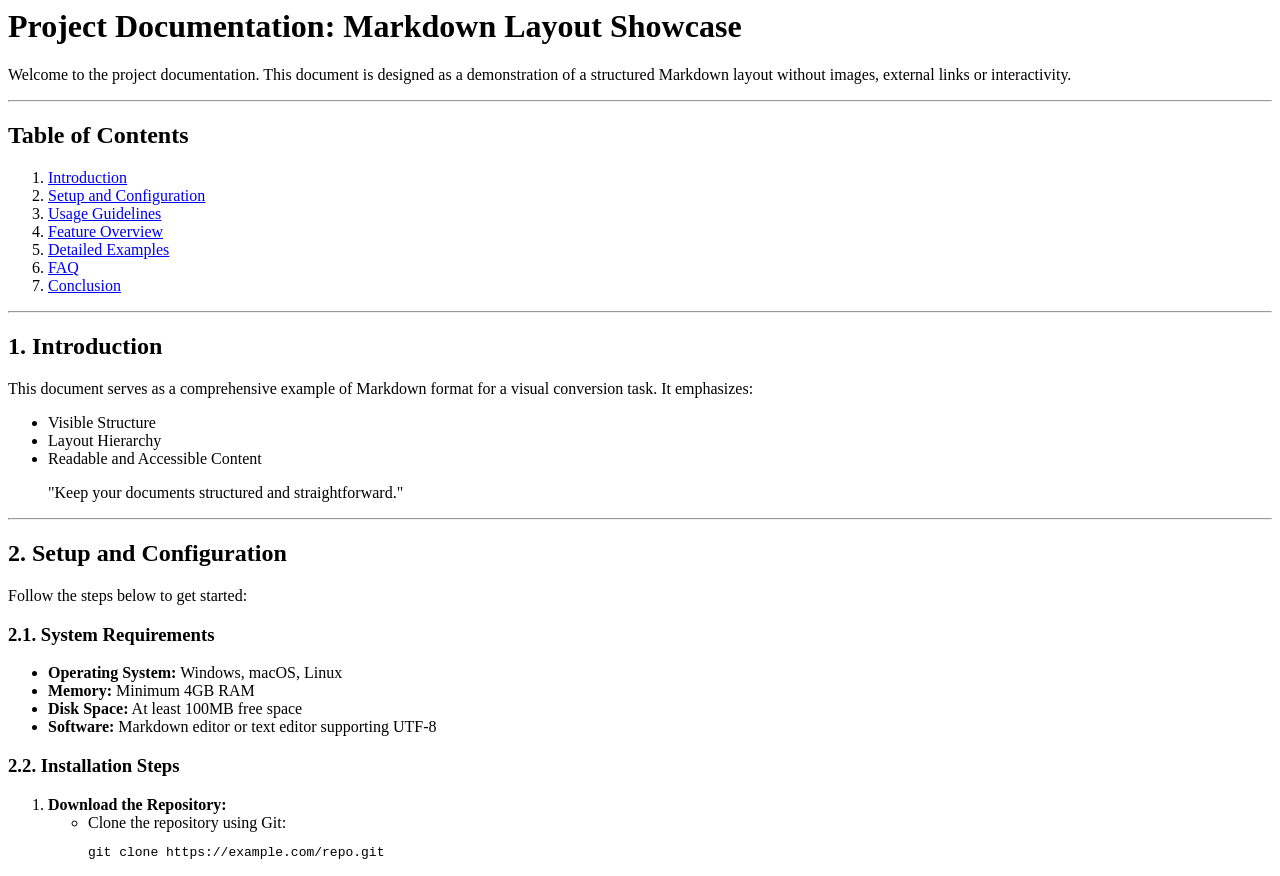 Project Documentation: Markdown Layout Showcase
Welcome to the project documentation. This document is designed as a demonstration of a structured Markdown layout without images, external links or interactivity.
Table of Contents
1. Introduction
2. Setup and Configuration
3. Usage Guidelines
4. Feature Overview
5. Detailed Examples
6. FAQ
7. Conclusion
1. Introduction
This document serves as a comprehensive example of Markdown format for a visual conversion task. It emphasizes:
• Visible Structure
• Layout Hierarchy
• Readable and Accessible Content
"Keep your documents structured and straightforward."
2. Setup and Configuration
Follow the steps below to get started:
2.1. System Requirements
• Operating System: Windows, macOS, Linux
• Memory: Minimum 4GB RAM
• Disk Space: At least 100MB free space
• Software: Markdown editor or text editor supporting UTF-8
2.2. Installation Steps
1. Download the Repository:
◦ Clone the repository using Git:
git clone https://example.com/repo.git